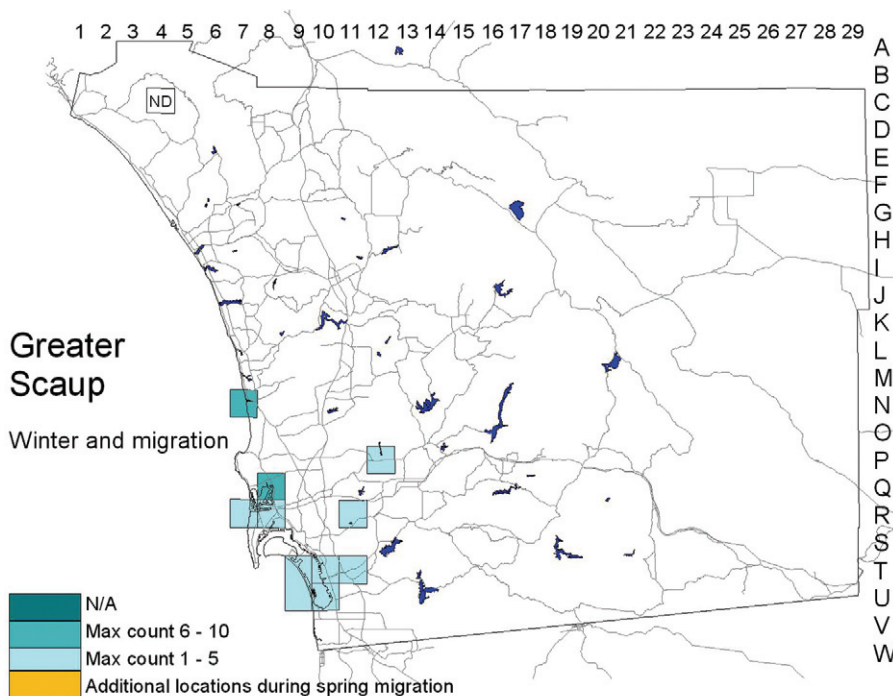 1 2 3 4 5 6 7 8 9 10 11 12 13 14 15 16 17 18 19 20 21 22 23 24 25 26 27 28 29
A
B
C
D
E
F
G
H
I
J
K
L
M
N
O
P
Q
R
S
T
U
V
W
ND
Greater
Scaup
Winter and migration
N/A
Max count 6 - 10
Max count 1 - 5
Additional locations during spring migration